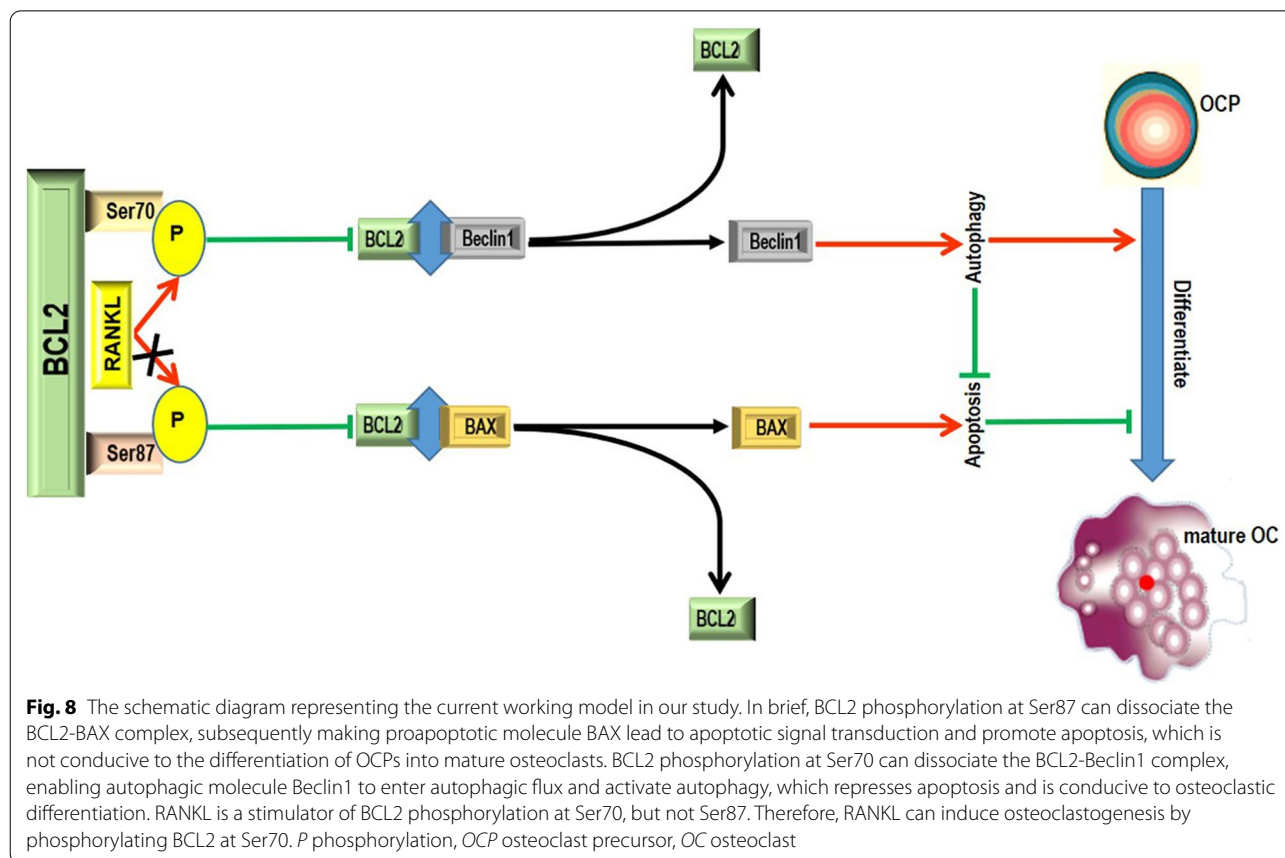 BCL2
OCP
Ser70
P
BCL2
Beclin1
Beclin1
Autophagy
BCL2
RANKL
Differentiate
P
BCL2
BAX
BAX
Apoptosis
Ser87
mature OC
BCL2
Fig. 8 The schematic diagram representing the current working model in our study. In brief, BCL2 phosphorylation at Ser87 can dissociate the
BCL2-BAX complex, subsequently making proapoptotic molecule BAX lead to apoptotic signal transduction and promote apoptosis, which is
not conducive to the differentiation of OCPs into mature osteoclasts. BCL2 phosphorylation at Ser70 can dissociate the BCL2-Beclin1 complex,
enabling autophagic molecule Beclin1 to enter autophagic flux and activate autophagy, which represses apoptosis and is conducive to osteoclastic
differentiation. RANKL is a stimulator of BCL2 phosphorylation at Ser70, but not Ser87. Therefore, RANKL can induce osteoclastogenesis by
phosphorylating BCL2 at Ser70. P phosphorylation, OCP osteoclast precursor, OC osteoclast